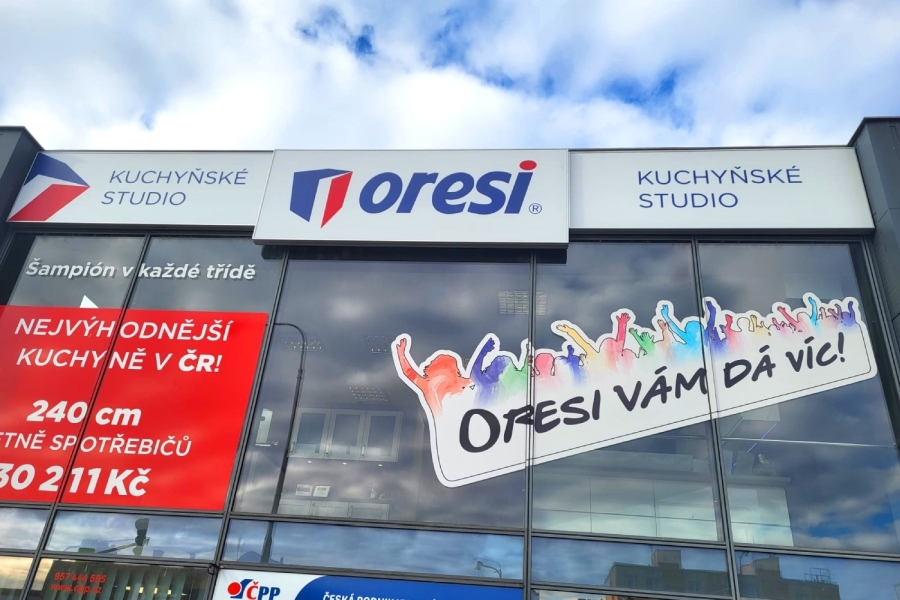 KUCHYŇSKÉ
STUDIO
oresi®
KUCHYŇSKÉ
STUDIO
Šampión v každé třídě
NEJVÝHODNĚJŠÍ
KUCHYNĚ V ČR!
240 cm
SPOTŘEBIČŮ
30 211 Kč
ORESI VÁM DÁ VÍC!
ČPP
ČESKÁ